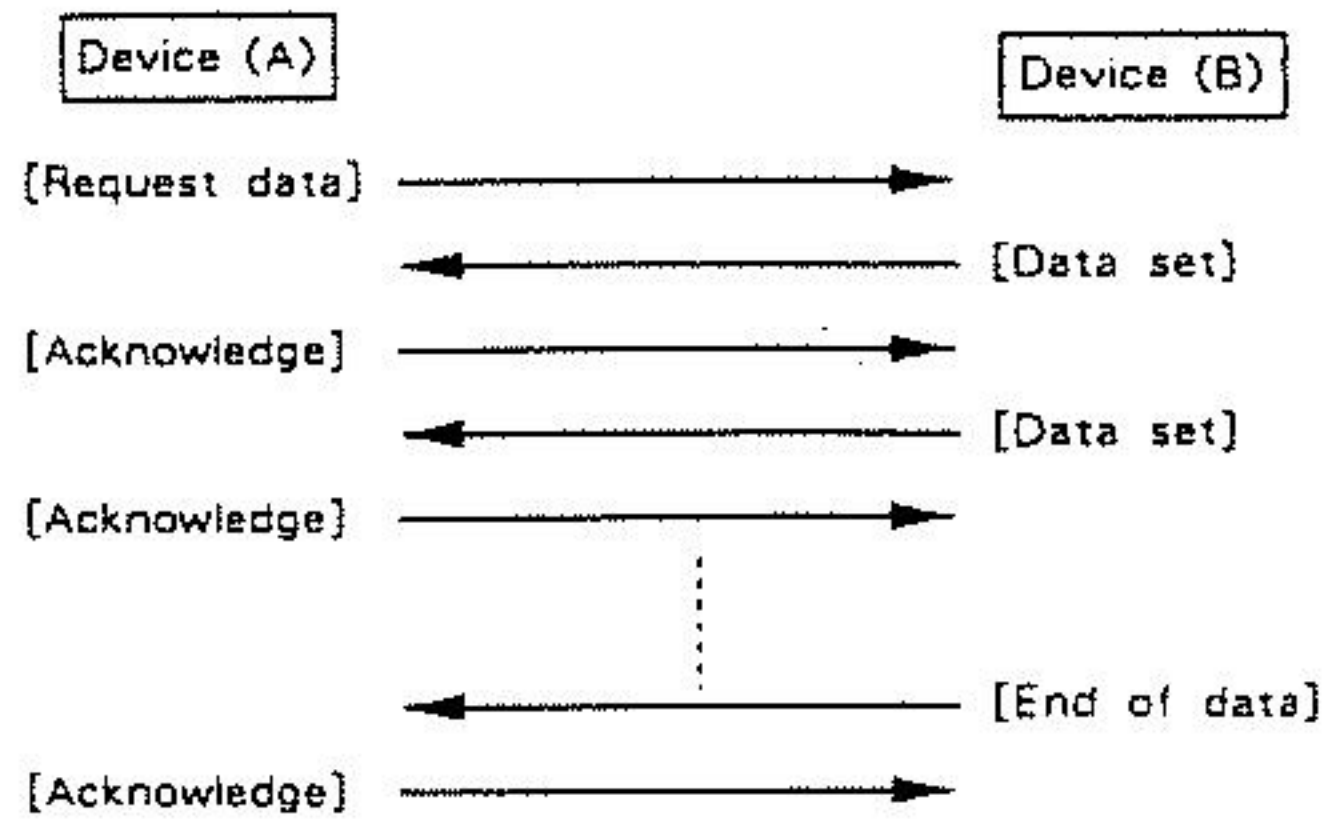 Device (A)
Device (B)
[Request data]
[Data set]
[Acknowledge]
[Data set]
[Acknowledge]
[End of data]
[Acknowledge]